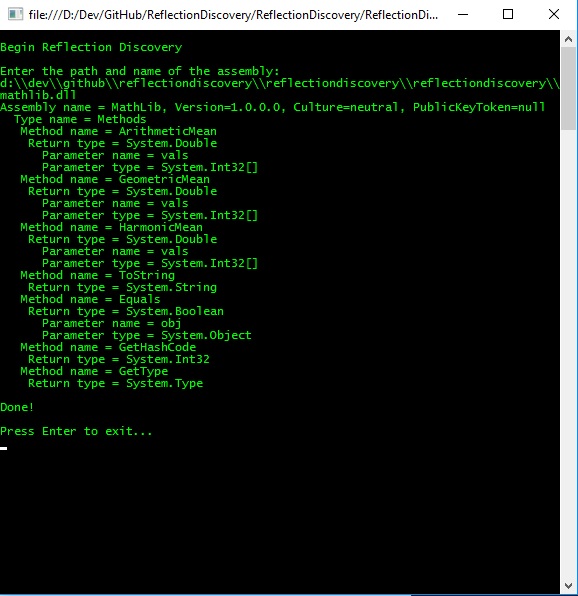 file:///D:/Dev/GitHub/ReflectionDiscovery/ReflectionDiscovery/ReflectionDi...
Begin Reflection Discovery
Enter the path and name of the assembly:
d:\\dev\\github\\reflectiondiscovery\\reflectiondiscovery\\reflectiondiscovery\\
mathlib.dll
Assembly name = MathLib, Version=1.0.0.0, Culture=neutral, PublicKeyToken=null
Type name = Methods
Method name = ArithmeticMean
Return type = System.Double
Parameter name = vals
Parameter type = System.Int32[]
Method name = GeometricMean
Return type = System.Double
Parameter name = vals
Parameter type = System.Int32[]
Method name = HarmonicMean
Return type = System.Double
Parameter name = vals
Parameter type = System.Int32[]
Method name = ToString
Return type = System.String
Method name = Equals
Return type = System.Boolean
Parameter name = obj
Parameter type = System.Object
Method name = GetHashCode
Return type = System.Int32
Method name = GetType
Return type = System.Type
Done!
Press Enter to exit...